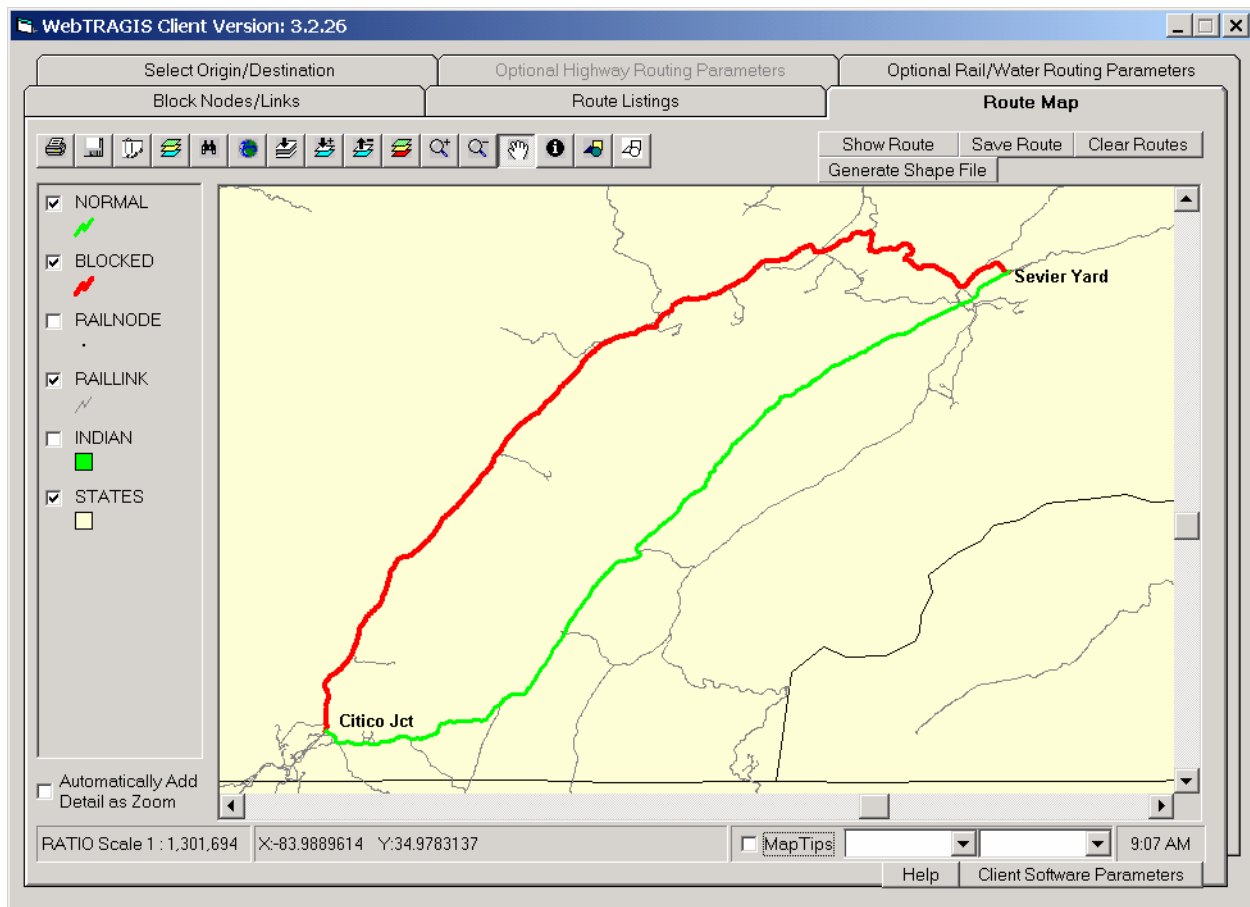 WebTRAGIS Client Version: 3.2.26
Select Origin/Destination
Optional Highway Routing Parameters
Optional Rail/Water Routing Parameters
Block Nodes/Links
Route Listings
Route Map
Show Route
Save Route
Clear Routes
Generate Shape File
NORMAL
BLOCKED
RAILNODE
RAILLINK
INDIAN
STATES
Sevier Yard
Citico Jct
Automatically Add
Detail as Zoom
RATIO Scale 1 : 1,301,694
X:-83.9889614 Y:34.9783137
MapTips
9:07 AM
Help
Client Software Parameters